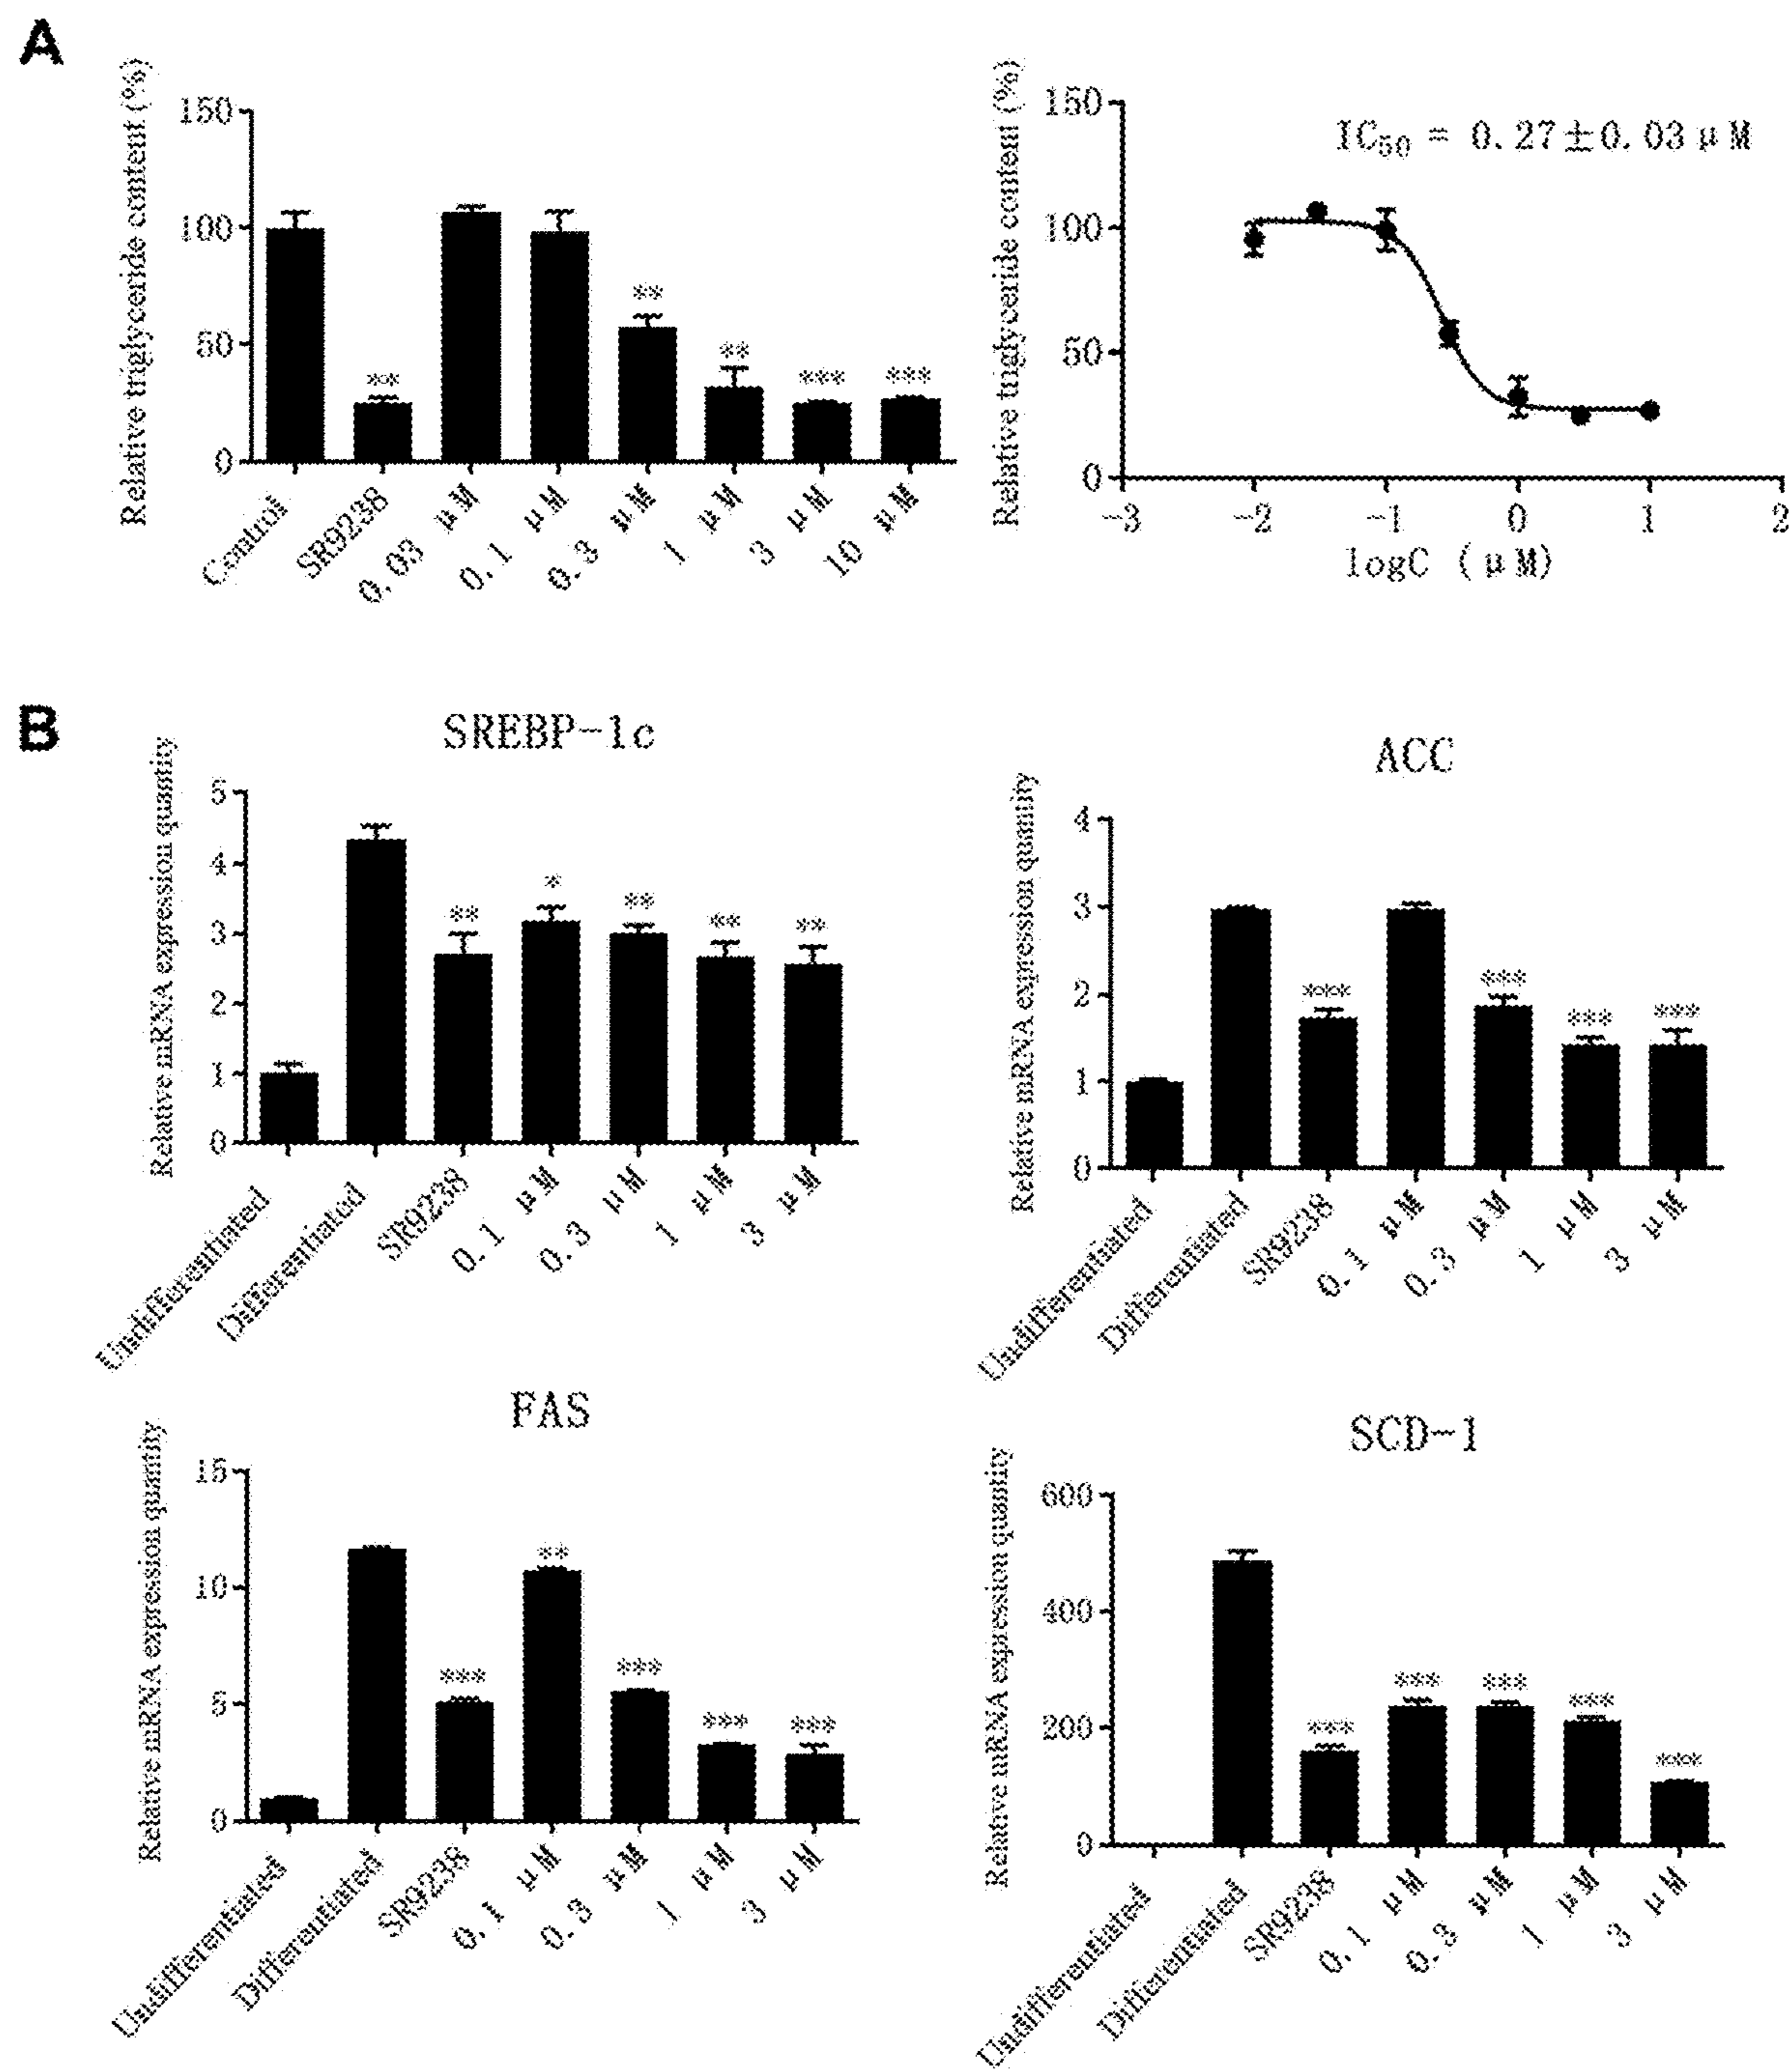 A
Relative triglyceride content (%)
150
100
50
0
** ** ** *** ***
Control SR9238 0.03 μM 0.1 μM 0.3 μM 1 μM 3 μM 10 μM
Relative triglyceride content (%)
150
100
50
0
IC50 = 0.27±0.03 μM
-3 -2 -1 0 1 2
logC (μM)
B
SREBP-1c
Relative mRNA expression quantity
5
4
3
2
1
0
** * ** ** **
Undifferentiated Differentiated SR9238 0.1 μM 0.3 μM 1 μM 3 μM
ACC
Relative mRNA expression quantity
4
3
2
1
0
*** *** *** ***
Undifferentiated Differentiated SR9238 0.1 μM 0.3 μM 1 μM 3 μM
FAS
Relative mRNA expression quantity
15
10
5
0
*** ** *** *** ***
Undifferentiated Differentiated SR9238 0.1 μM 0.3 μM 1 μM 3 μM
SCD-1
Relative mRNA expression quantity
600
400
200
0
*** *** *** *** ***
Undifferentiated Differentiated SR9238 0.1 μM 0.3 μM 1 μM 3 μM